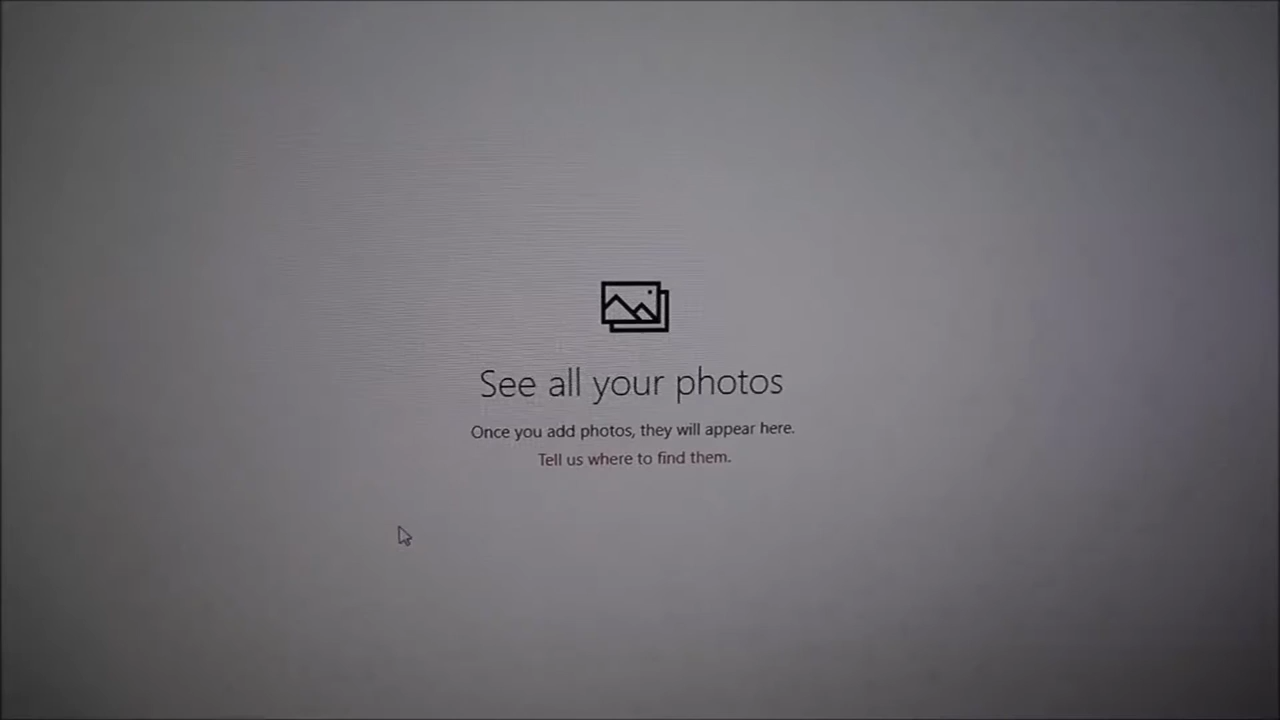 See all your photos
Once you add photos, they will appear here.
Tell us where to find them.